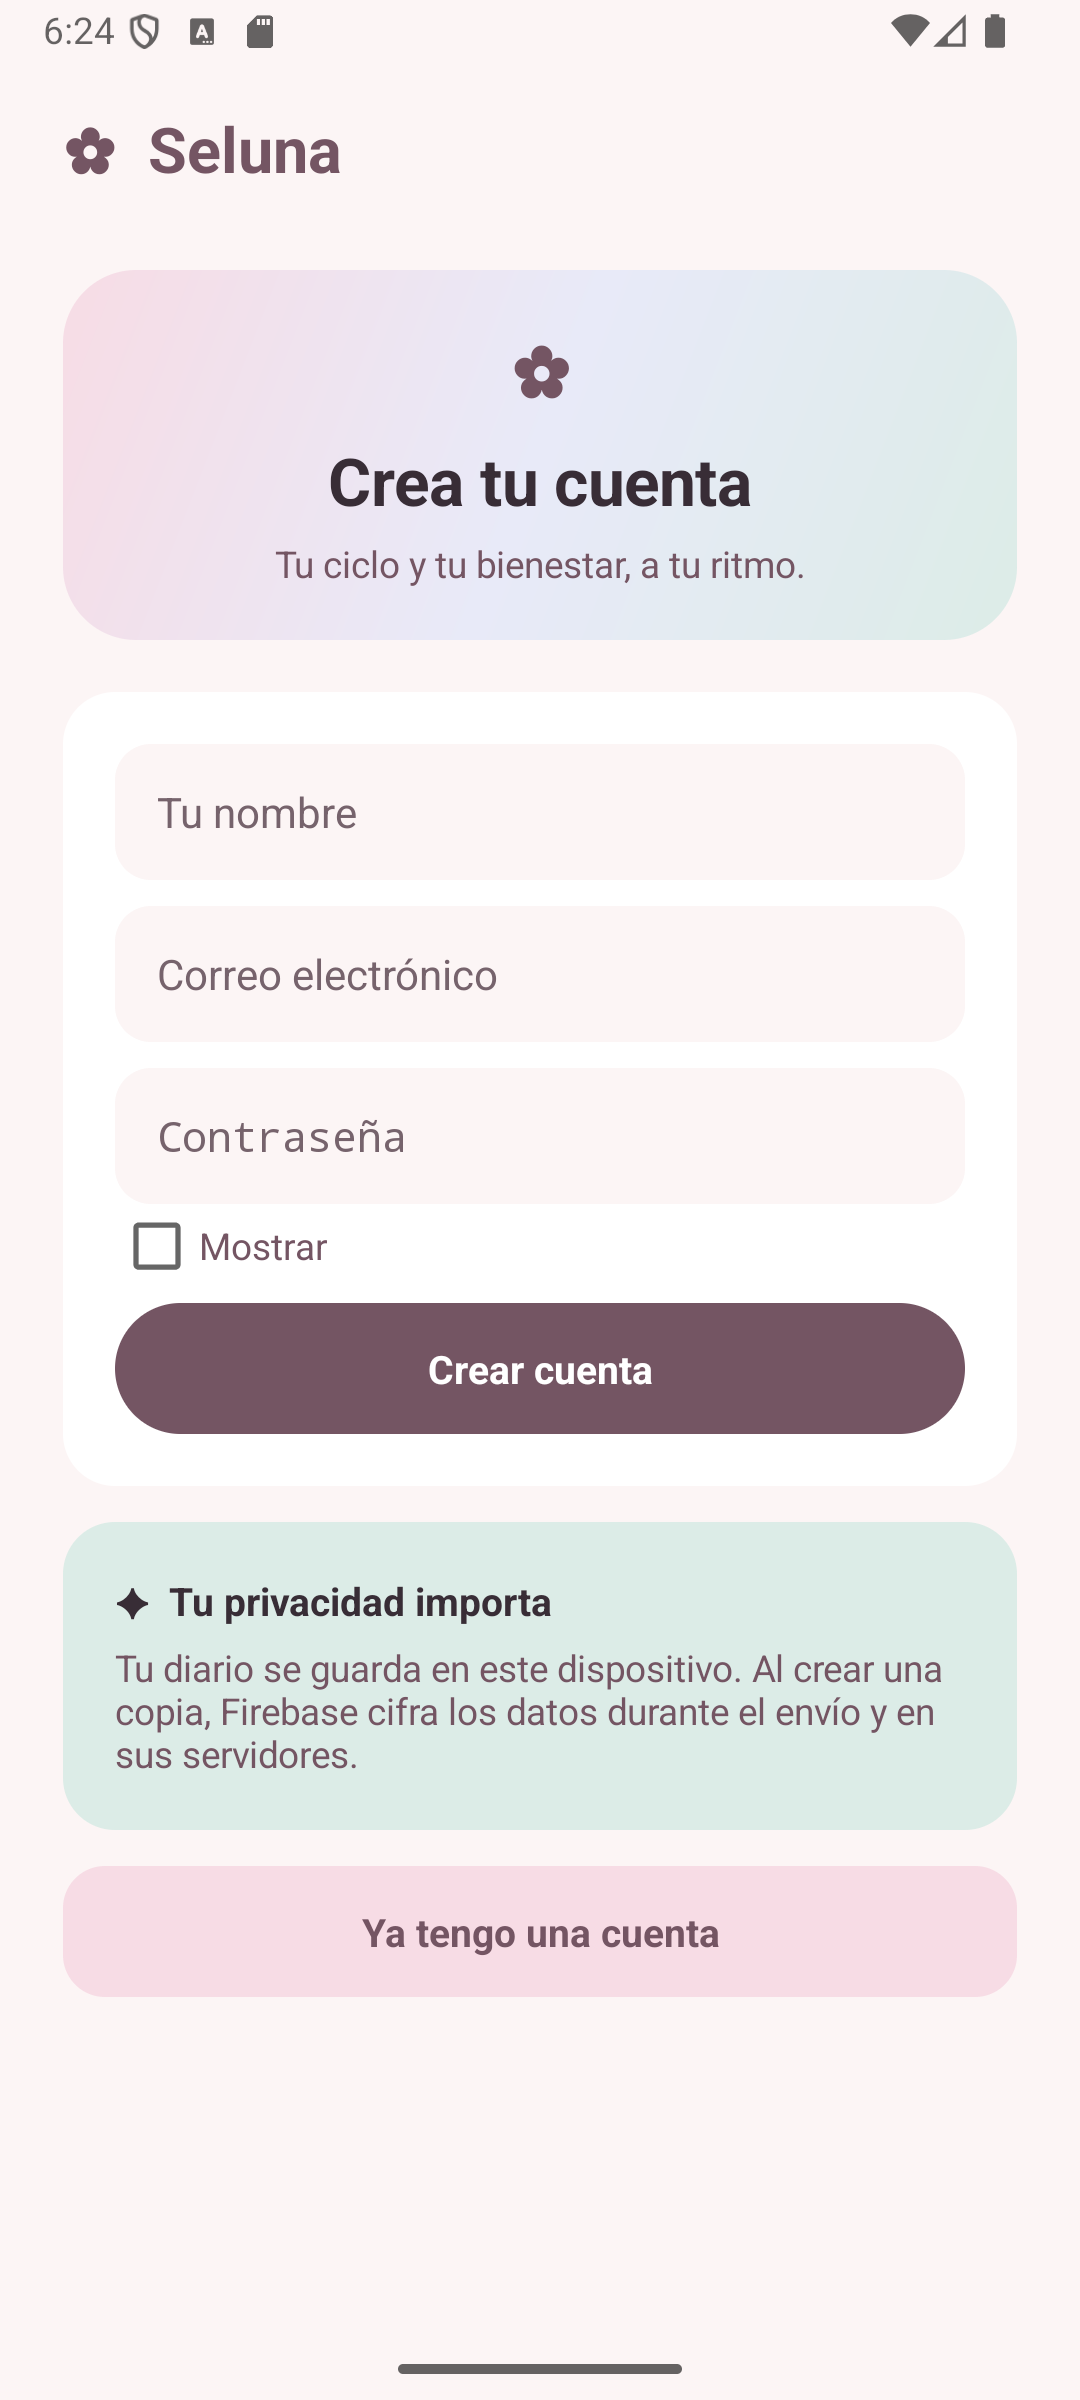 6:24
Seluna
Crea tu cuenta
Tu ciclo y tu bienestar, a tu ritmo.
Tu nombre
Correo electrónico
Contraseña
Mostrar
Crear cuenta
Tu privacidad importa
Tu diario se guarda en este dispositivo. Al crear una
copia, Firebase cifra los datos durante el envío y en
sus servidores.
Ya tengo una cuenta